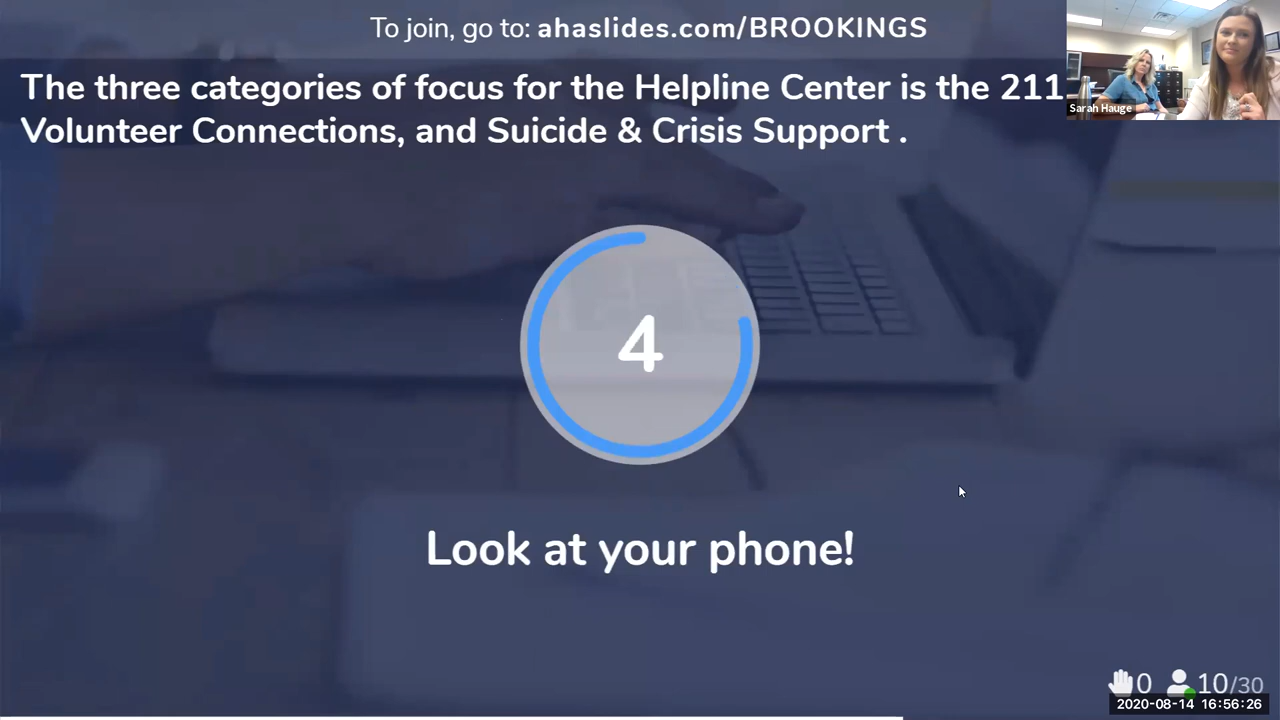 To join, go to: ahaslides.com/BROOKINGS
The three categories of focus for the Helpline Center is the 211
Volunteer Connections, and Suicide & Crisis Support .
Sarah Hauge
4
Look at your phone!
0 10/30
2020-08-14 16:56:26